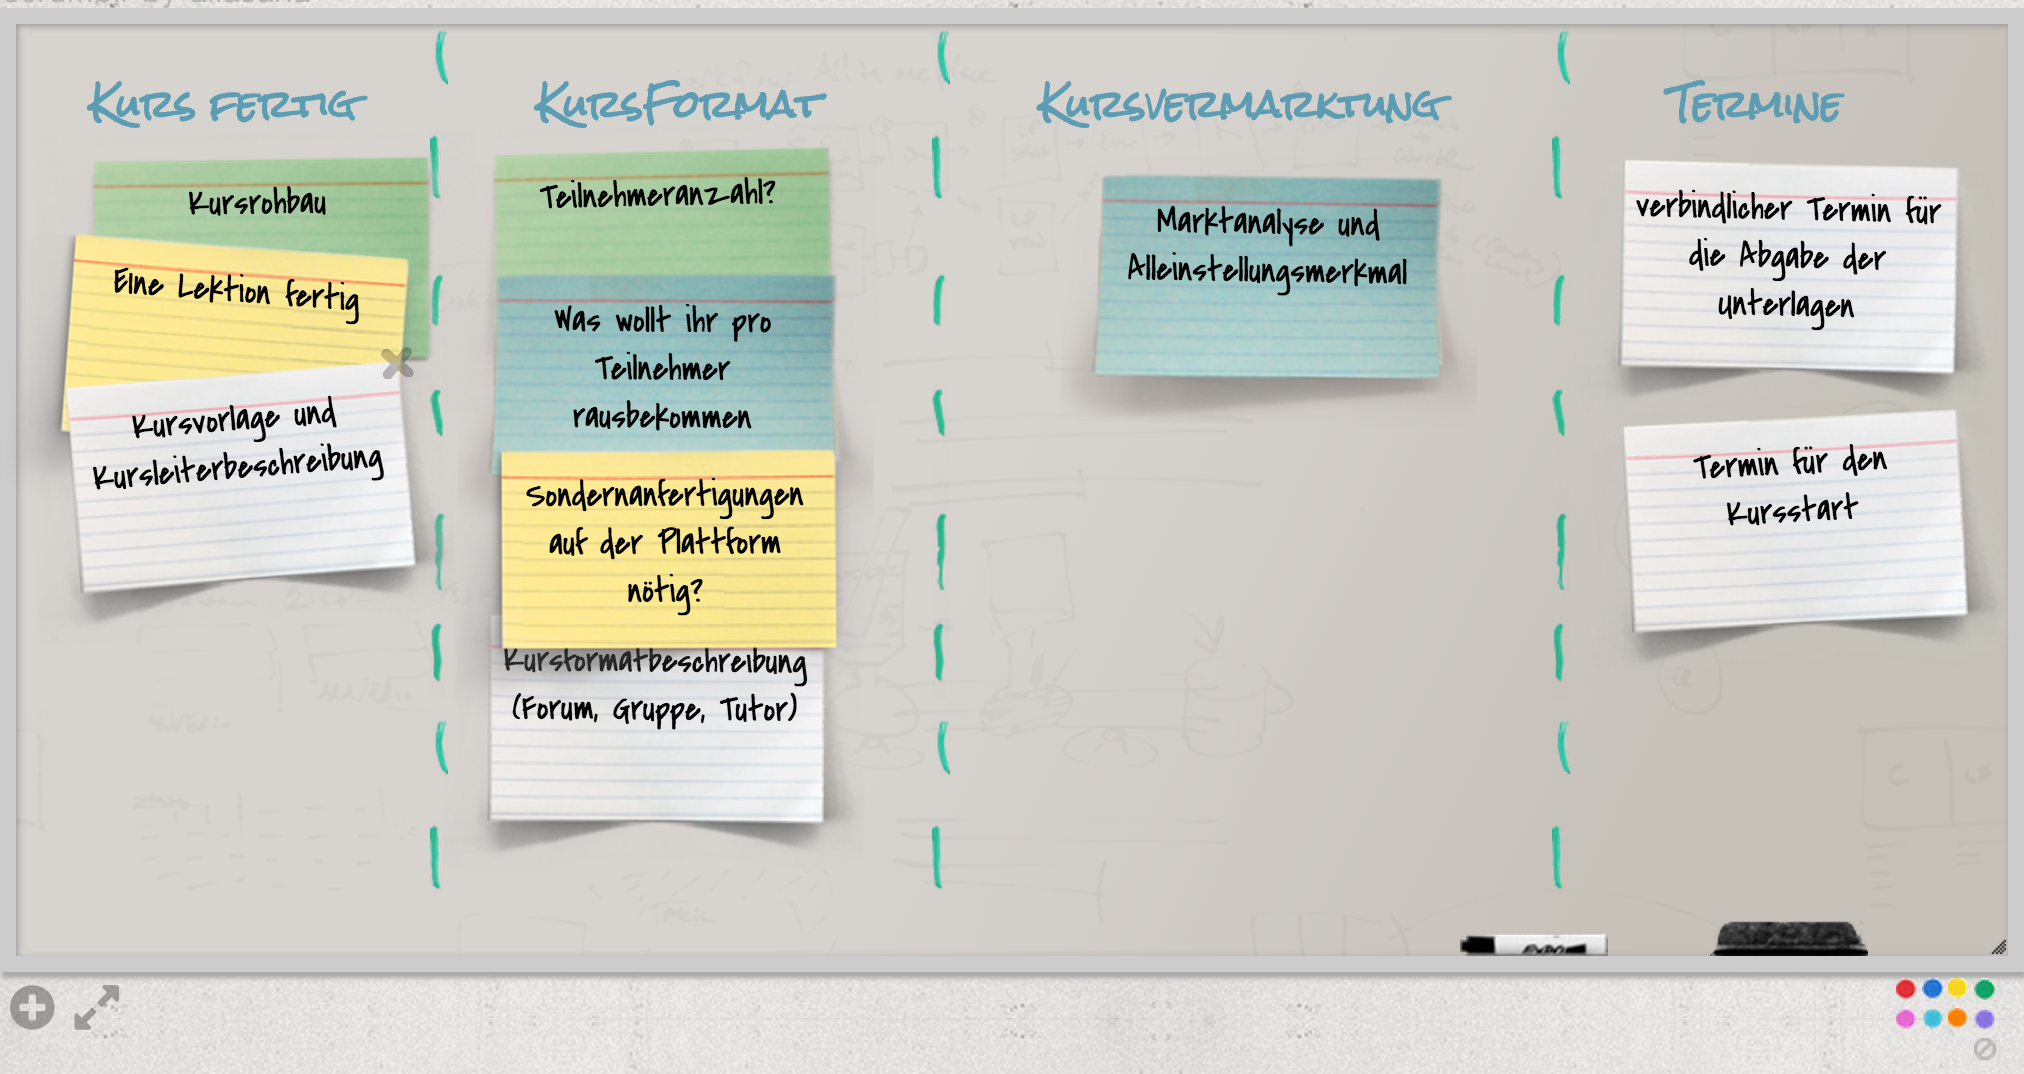 Kurs fertig
Kursrohbau
Eine Lektion fertig
Kursvorlage und
Kursleiterbeschreibung
KursFormat
Teilnehmeranzahl?
Was wollt ihr pro
Teilnehmer
rausbekommen
Sondernanfertigungen
auf der Plattform
nötig?
Kursformatbeschreibung
(Forum, Gruppe, Tutor)
Kursvermarktung
Marktanalyse und
Alleinstellungsmerkmal
Termine
verbindlicher Termin für
die Abgabe der
Unterlagen
Termin für den
Kursstart
EXPO